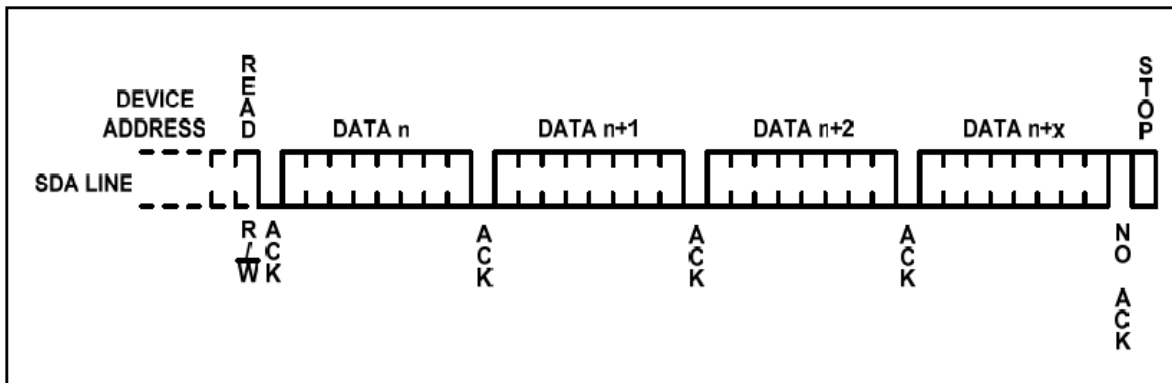 READ
STOP
DEVICE
ADDRESS
DATA n
DATA n+1
DATA n+2
DATA n+x
SDA LINE
R/W
ACK
ACK
ACK
ACK
NO ACK